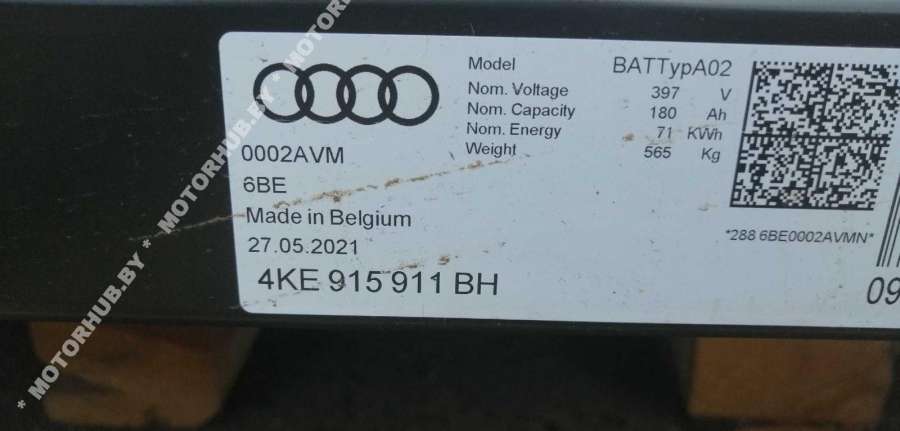 0002AVM
6BE
Made in Belgium
27.05.2021
4KE 915 911 BH
Model BATTypA02
Nom. Voltage 397 V
Nom. Capacity 180 Ah
Nom. Energy 71 KWh
Weight 565 Kg
*288 6BE0002AVMN*
09
* MOTORHUB.BY * MOTORHUB.BY * MOTORHUB.BY *